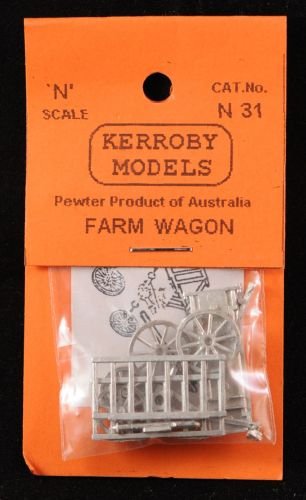 'N'
SCALE
CAT.No.
N 31
KERROBY
MODELS
Pewter Product of Australia
FARM WAGON